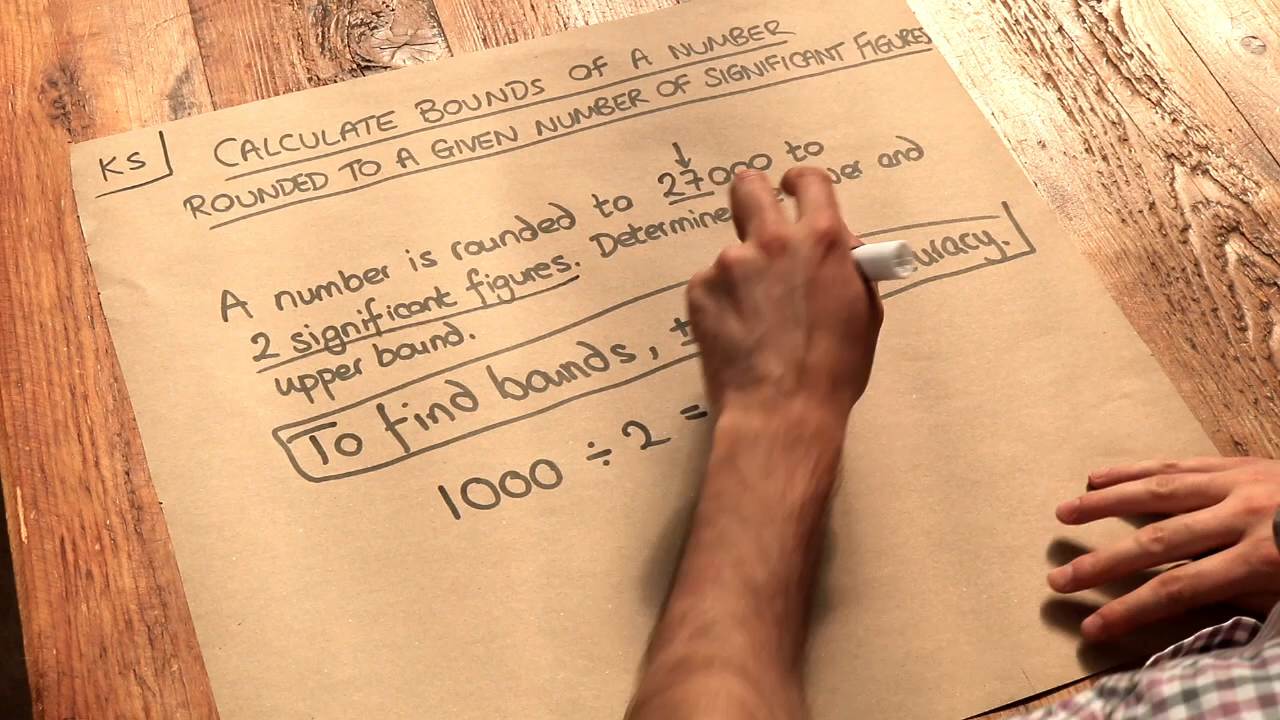 KS
CALCULATE BOUNDS OF A NUMBER
ROUNDED TO A GIVEN NUMBER OF SIGNIFICANT FIGURES
A number is rounded to 27000 to
2 significant figures. Determine and
upper bound.
To find bounds, ±
1000 ÷ 2 =